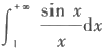 ∫₁^{+∞} (sin x)/x dx